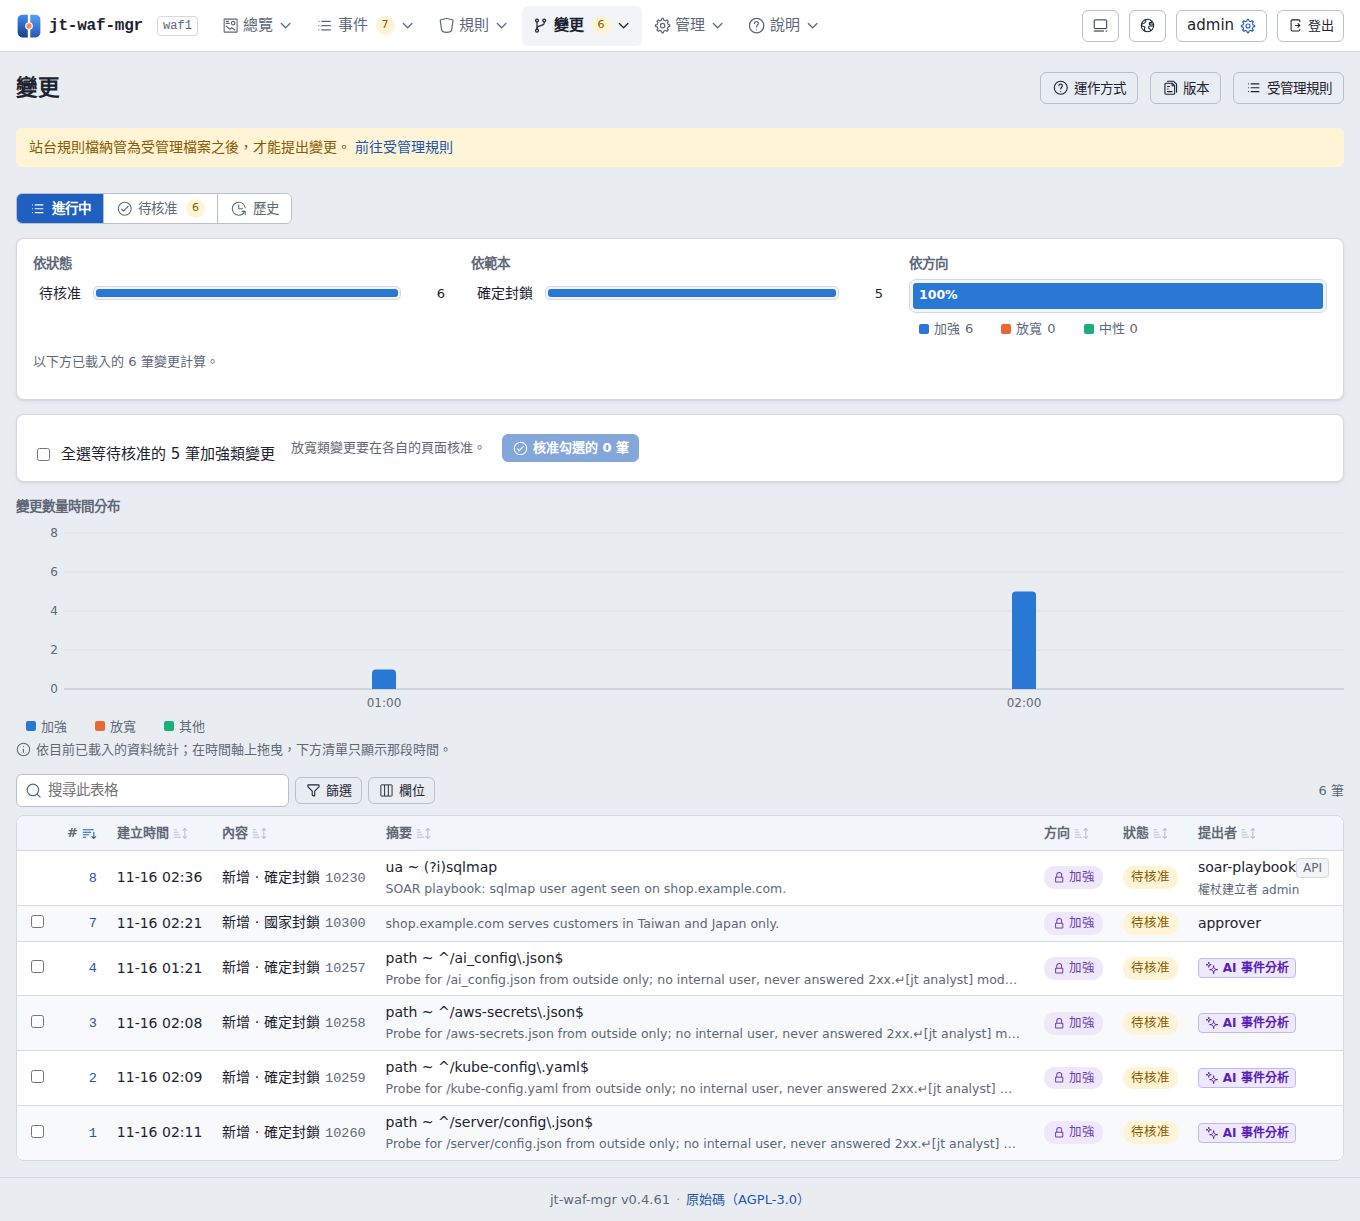 jt-waf-mgr waf1 總覽 事件 7 規則 變更 6 管理 說明 admin 登出
變更 運作方式 版本 受管理規則
站台規則檔納管為受管理檔案之後，才能提出變更。 前往受管理規則
進行中 待核准 6 歷史
依狀態 依範本 依方向
待核准 6 確定封鎖 5 100%
加強 6 放寬 0 中性 0
以下方已載入的 6 筆變更計算。
全選等待核准的 5 筆加強類變更 放寬類變更要在各自的頁面核准。 核准勾選的 0 筆
變更數量時間分布
8
6
4
2
0
01:00 02:00
加強 放寬 其他
依目前已載入的資料統計；在時間軸上拖曳，下方清單只顯示那段時間。
搜尋此表格 篩選 欄位 6 筆
# 建立時間 內容 摘要 方向 狀態 提出者
8 11-16 02:36 新增 · 確定封鎖 10230 ua ~ (?i)sqlmap 加強 待核准 soar-playbook API
SOAR playbook: sqlmap user agent seen on shop.example.com. 權杖建立者 admin
7 11-16 02:21 新增 · 國家封鎖 10300 shop.example.com serves customers in Taiwan and Japan only. 加強 待核准 approver
4 11-16 01:21 新增 · 確定封鎖 10257 path ~ ^/ai_config\.json$ 加強 待核准 AI 事件分析
Probe for /ai_config.json from outside only; no internal user, never answered 2xx.↵[jt analyst] mod…
3 11-16 02:08 新增 · 確定封鎖 10258 path ~ ^/aws-secrets\.json$ 加強 待核准 AI 事件分析
Probe for /aws-secrets.json from outside only; no internal user, never answered 2xx.↵[jt analyst] m…
2 11-16 02:09 新增 · 確定封鎖 10259 path ~ ^/kube-config\.yaml$ 加強 待核准 AI 事件分析
Probe for /kube-config.yaml from outside only; no internal user, never answered 2xx.↵[jt analyst] …
1 11-16 02:11 新增 · 確定封鎖 10260 path ~ ^/server/config\.json$ 加強 待核准 AI 事件分析
Probe for /server/config.json from outside only; no internal user, never answered 2xx.↵[jt analyst] …
jt-waf-mgr v0.4.61 · 原始碼（AGPL-3.0）